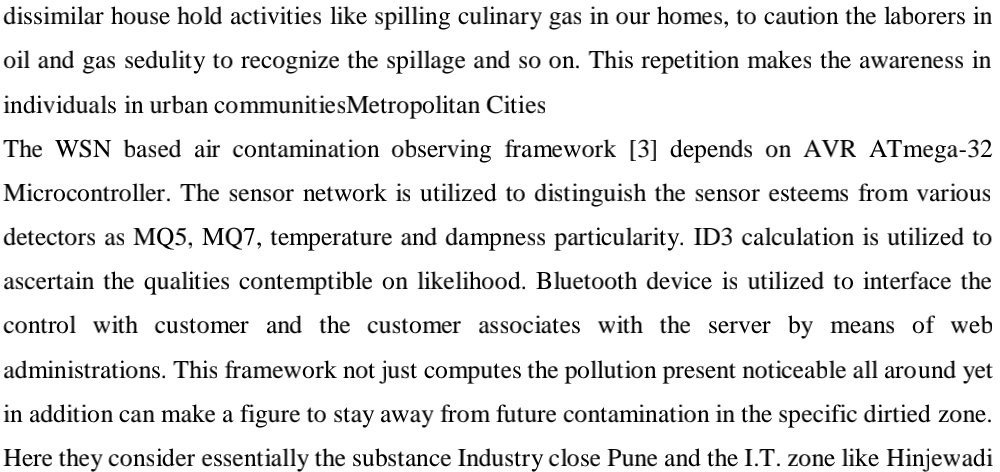 dissimilar house hold activities like spilling culinary gas in our homes, to caution the laborers in
oil and gas sedulity to recognize the spillage and so on. This repetition makes the awareness in
individuals in urban communitiesMetropolitan Cities
The WSN based air contamination observing framework [3] depends on AVR ATmega-32
Microcontroller. The sensor network is utilized to distinguish the sensor esteems from various
detectors as MQ5, MQ7, temperature and dampness particularity. ID3 calculation is utilized to
ascertain the qualities contemptible on likelihood. Bluetooth device is utilized to interface the
control with customer and the customer associates with the server by means of web
administrations. This framework not just computes the pollution present noticeable all around yet
in addition can make a figure to stay away from future contamination in the specific dirtied zone.
Here they consider essentially the substance Industry close Pune and the I.T. zone like Hinjewadi